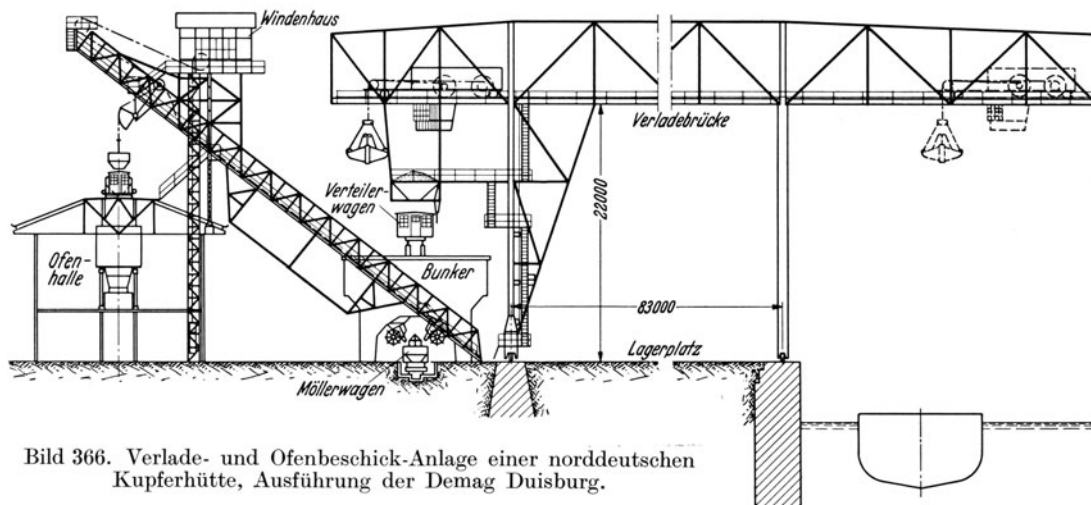 Windenhaus
Verladebrücke
Verteiler-
wagen
22000
Ofen-
halle
Bunker
83000
Lagerplatz
Möllerwagen
Bild 366. Verlade- und Ofenbeschick-Anlage einer norddeutschen
Kupferhütte, Ausführung der Demag Duisburg.